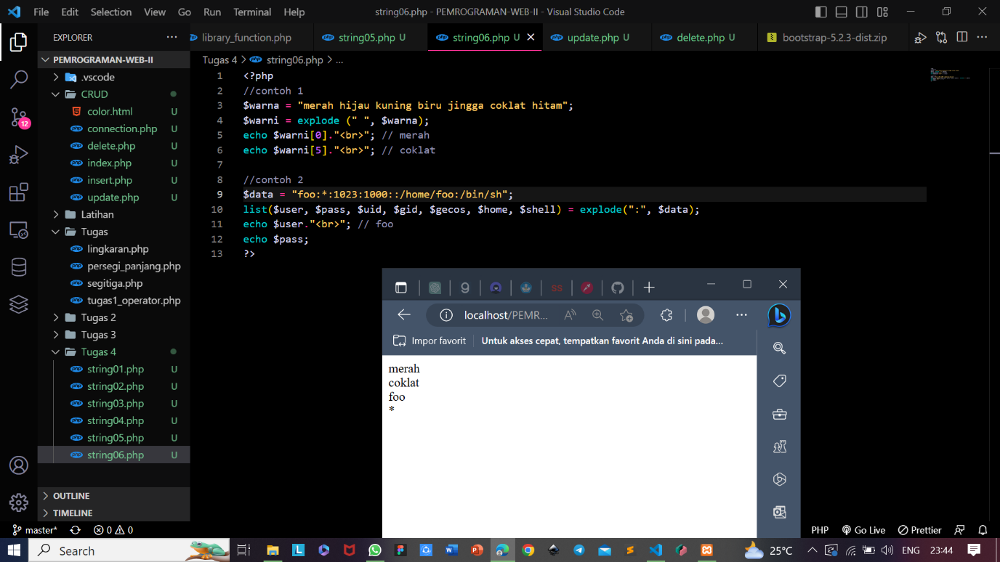 File Edit Selection View Go Run Terminal Help
string06.php - PEMROGRAMAN-WEB-II - Visual Studio Code
EXPLORER
library_function.php
string05.php U
string06.php U
update.php U
delete.php U
bootstrap-5.2.3-dist.zip
PEMROGRAMAN-WEB-II
.vscode
CRUD
color.html U
connection.php U
delete.php U
index.php U
insert.php U
update.php U
Latihan
Tugas
lingkaran.php
persegi_panjang.php
segitiga.php
tugas1_operator.php
Tugas 2
Tugas 3
Tugas 4
string01.php U
string02.php U
string03.php U
string04.php U
string05.php U
string06.php U
OUTLINE
TIMELINE
12
Tugas 4 > string06.php > ...
1 <?php
2 //contoh 1
3 $warna = "merah hijau kuning biru jingga coklat hitam";
4 $warni = explode (" ", $warna);
5 echo $warni[0]."<br>"; // merah
6 echo $warni[5]."<br>"; // coklat
7
8 //contoh 2
9 $data = "foo:*:1023:1000::/home/foo:/bin/sh";
10 list($user, $pass, $uid, $gid, $gecos, $home, $shell) = explode(":", $data);
11 echo $user."<br>"; // foo
12 echo $pass;
13 ?>
SS
localhost/PEMR...
Impor favorit
Untuk akses cepat, tempatkan favorit Anda di sini pada...
merah
coklat
foo
*
master* 0 0
PHP Go Live Prettier
Search
25°C
ENG 23:44